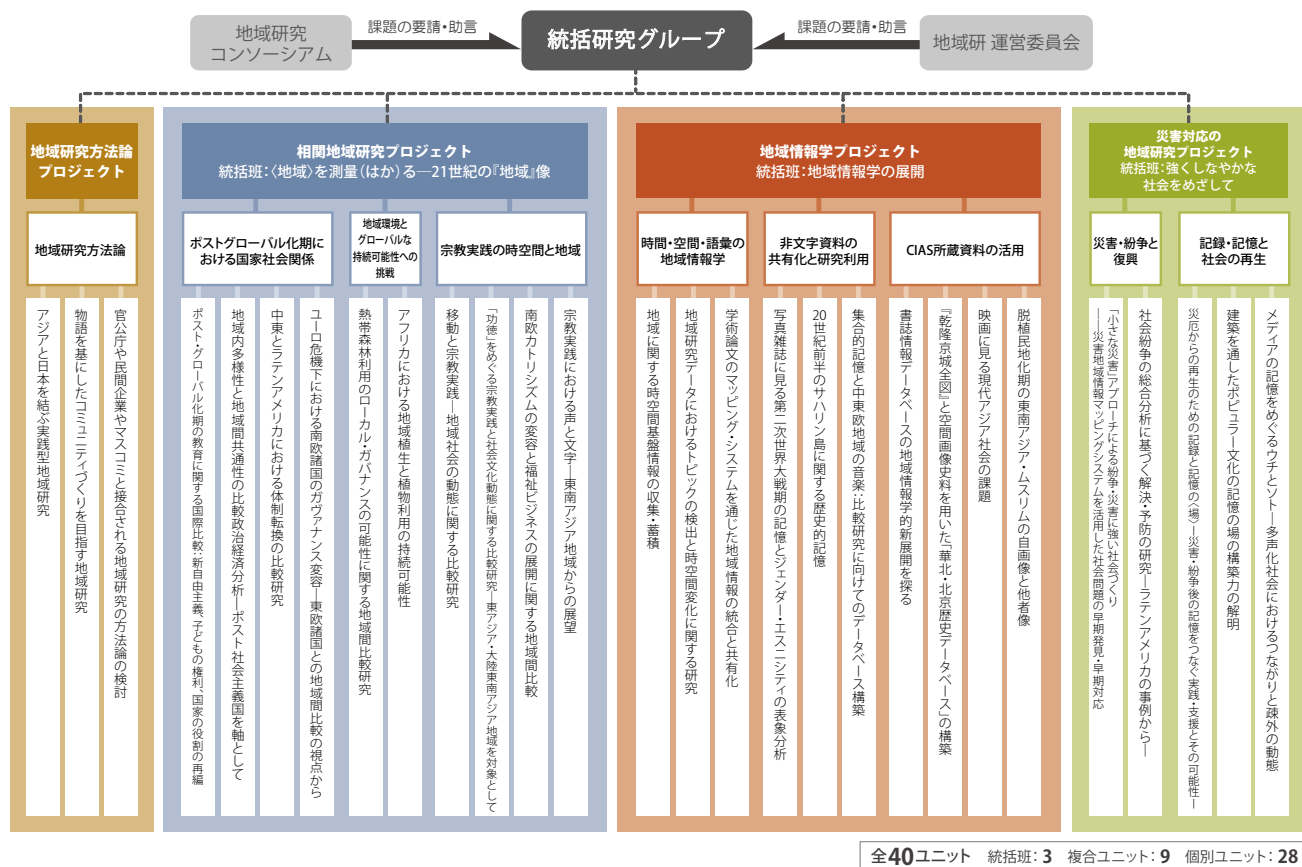 地域研究
コンソーシアム
課題の要請・助言
統括研究グループ
課題の要請・助言
地域研 運営委員会
地域研究方法論
プロジェクト
地域研究方法論
アジアと日本を結ぶ実践型地域研究
物語を基にしたコミュニティづくりを目指す地域研究
官公庁や民間企業やマスコミと接合される地域研究の方法論の検討
相関地域研究プロジェクト
統括班：〈地域〉を測量（はか）る―21世紀の『地域』像
ポストグローバル化期に
おける国家社会関係
ポスト・グローバル化期の教育に関する国際比較：新自由主義、子どもの権利、国家の役割の再編
地域内多様性と地域間共通性の比較政治経済分析―ポスト社会主義国を軸として
中東とラテンアメリカにおける体制転換の比較研究
ユーロ危機下における南欧諸国のガヴァナンス変容―東欧諸国との地域間比較の視点から
地域環境と
グローバルな
持続可能性への
挑戦
熱帯森林利用のローカル・ガバナンスの可能性に関する地域間比較研究
アフリカにおける地域植生と植物利用の持続可能性
宗教実践の時空間と地域
移動と宗教実践―地域社会の動態に関する比較研究
「功徳」をめぐる宗教実践と社会文化動態に関する比較研究―東アジア・大陸東南アジア地域を対象として
南欧カトリシズムの変容と福祉ビジネスの展開に関する地域間比較
宗教実践における声と文字―東南アジア地域からの展望
地域情報学プロジェクト
統括班：地域情報学の展開
時間・空間・語彙の
地域情報学
地域に関する時空間基盤情報の収集・蓄積
地域研究データにおけるトピックの検出と時空間変化に関する研究
学術論文のマッピング・システムを通じた地域情報の統合と共有化
非文字資料の
共有化と研究利用
写真雑誌に見る第二次世界大戦期の記憶とジェンダー・エスニシティの表象分析
20世紀前半のサハリン島に関する歴史的記憶
集合的記憶と中東欧地域の音楽：比較研究に向けてのデータベース構築
CIAS所蔵資料の活用
書誌情報データベースの地域情報学的新展開を探る
『乾隆京城全図』と空間画像史料を用いた「華北・北京歴史データベース」の構築
映画に見る現代アジア社会の課題
脱植民地化期の東南アジア・ムスリムの自画像と他者像
災害対応の
地域研究プロジェクト
統括班：強くしなやかな
社会をめざして
災害・紛争と
復興
「小さな災害」アプローチによる紛争・災害に強い社会づくり
――災害地域情報マッピングシステムを活用した社会問題の早期発見・早期対応
社会紛争の総合分析に基づく解決・予防の研究―ラテンアメリカの事例から―
記録・記憶と
社会の再生
災厄からの再生のための記録と記憶の〈場〉―災害・紛争後の記憶をつなぐ実践・支援とその可能性―
建築を通したポピュラー文化の記憶の場の構築力の解明
メディアの記憶をめぐるウチとソト―多声化社会におけるつながりと疎外の動態
全40ユニット 統括班：3 複合ユニット：9 個別ユニット：28